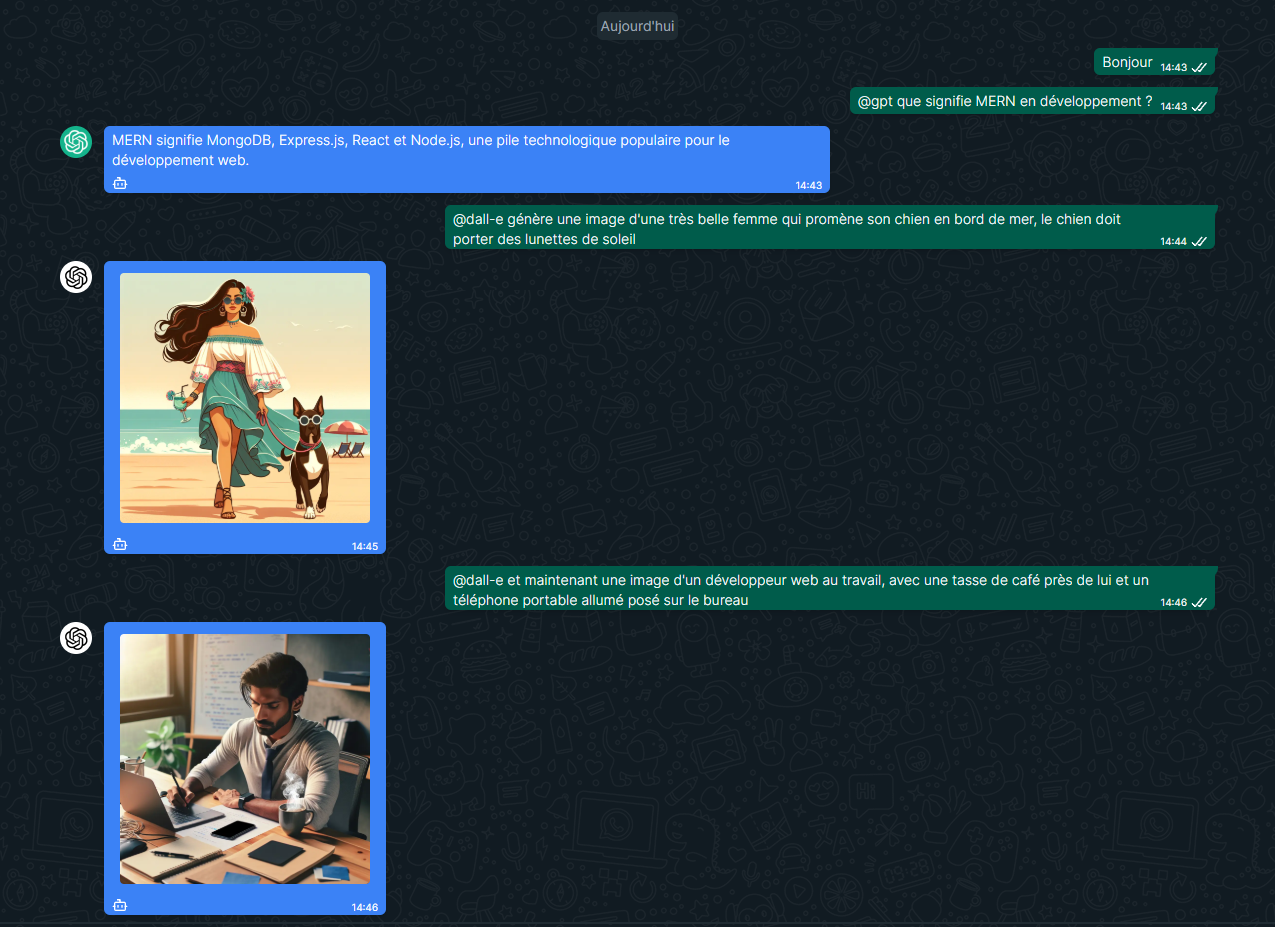 Aujourd'hui
Bonjour 14:43
@gpt que signifie MERN en développement ? 14:43
MERN signifie MongoDB, Express.js, React et Node.js, une pile technologique populaire pour le
développement web.
14:43
@dall-e génère une image d'une très belle femme qui promène son chien en bord de mer, le chien doit
porter des lunettes de soleil 14:44
14:45
@dall-e et maintenant une image d'un développeur web au travail, avec une tasse de café près de lui et un
téléphone portable allumé posé sur le bureau 14:46
14:46